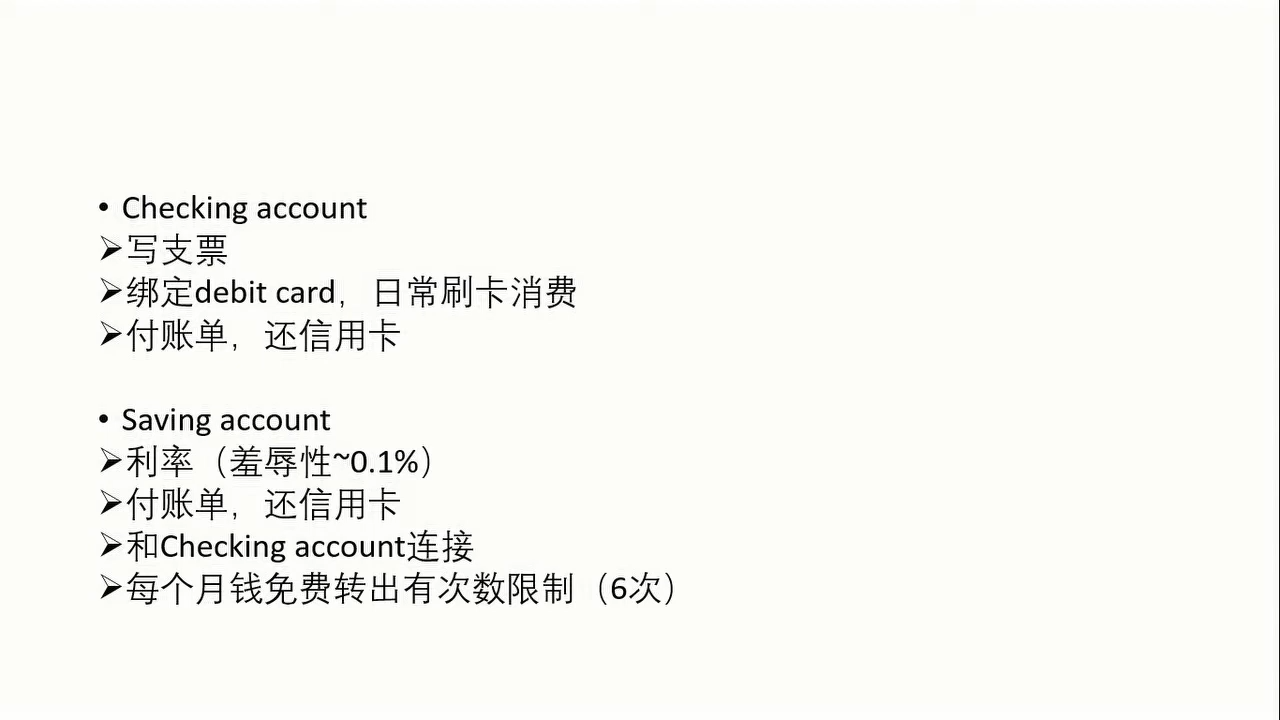 • Checking account
➢写支票
➢绑定debit card，日常刷卡消费
➢付账单，还信用卡
• Saving account
➢利率（羞辱性~0.1%）
➢付账单，还信用卡
➢和Checking account连接
➢每个月钱免费转出有次数限制（6次）